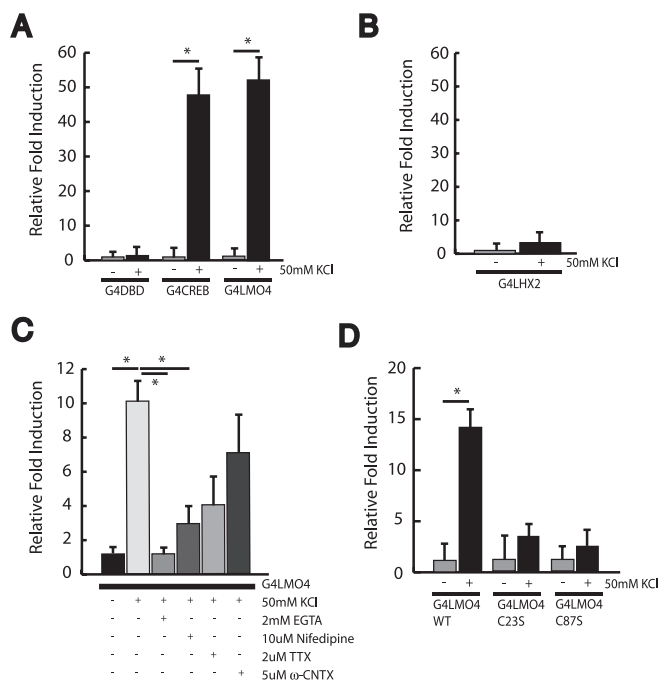 A
Relative Fold Induction
60
50
40
30
20
10
0
* *
- + - + - + 50mM KCl
G4DBD G4CREB G4LMO4
B
Relative Fold Induction
60
50
40
30
20
10
0
- + 50mM KCl
G4LHX2
C
Relative Fold Induction
12
10
8
6
4
2
0
* *
*
G4LMO4
- + + + + + 50mM KCl
- - + - - - 2mM EGTA
- - - + - - 10uM Nifedipine
- - - - + - 2uM TTX
- - - - - + 5uM ω-CNTX
D
Relative Fold Induction
20
15
10
5
0
*
- + - + - + 50mM KCl
G4LMO4 G4LMO4 G4LMO4
WT C23S C87S